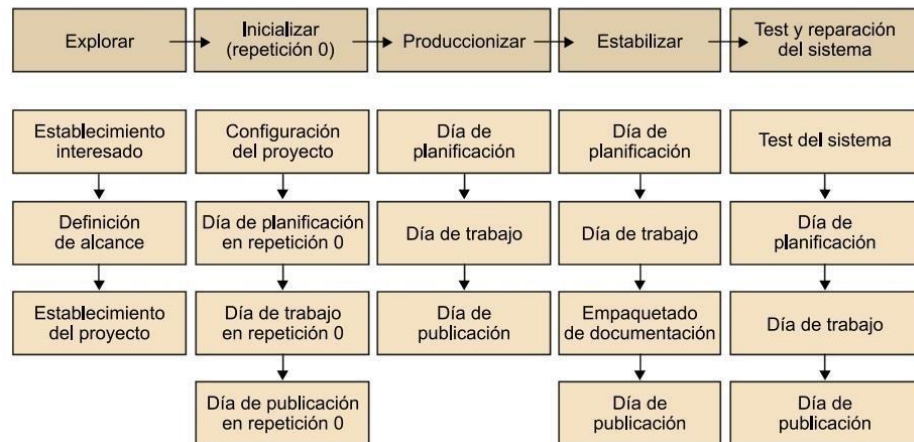 Explorar
Inicializar
(repetición 0)
Produccionizar
Estabilizar
Test y reparación
del sistema
Establecimiento
interesado
Definición
de alcance
Establecimiento
del proyecto
Configuración
del proyecto
Día de planificación
en repetición 0
Día de trabajo
en repetición 0
Día de publicación
en repetición 0
Día de
planificación
Día de trabajo
Día de
publicación
Día de
planificación
Día de trabajo
Empaquetado
de documentación
Día de
publicación
Test del sistema
Día de
planificación
Día de trabajo
Día de
publicación